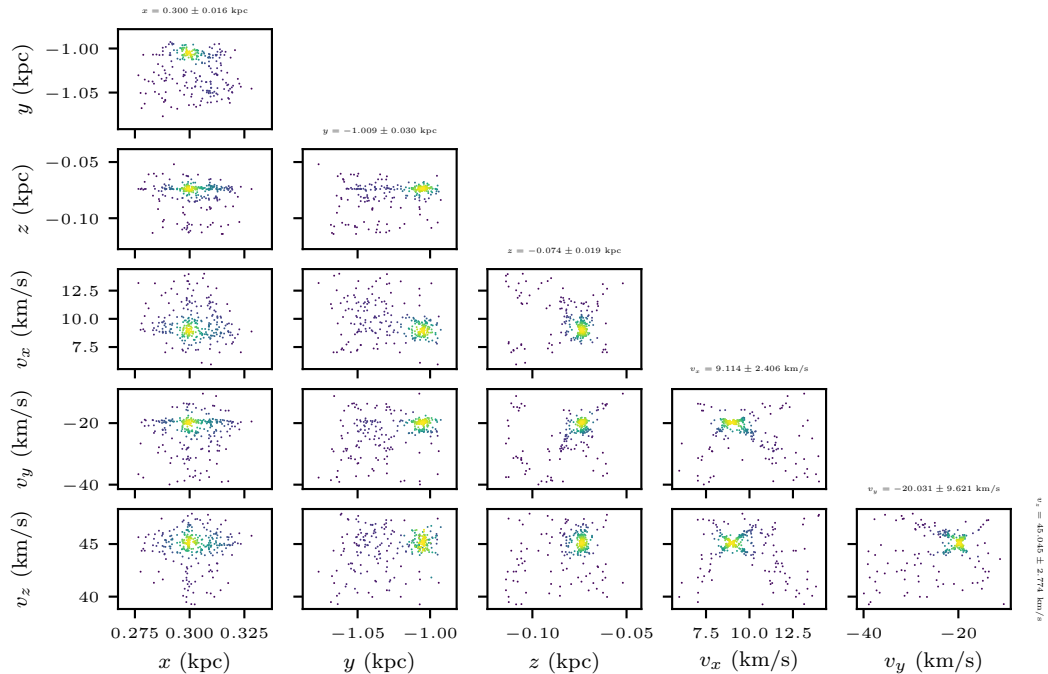 x = 0.300 ± 0.016 kpc
y (kpc)
−1.00
−1.05
y = −1.009 ± 0.030 kpc
z (kpc)
−0.05
−0.10
z = −0.074 ± 0.019 kpc
v_x (km/s)
12.5
10.0
7.5
v_x = 9.114 ± 2.406 km/s
v_y (km/s)
−20
−40
v_y = −20.031 ± 9.621 km/s
v_z (km/s)
45
40
v_z = 45.045 ± 2.774 km/s
0.275 0.300 0.325
−1.05 −1.00
−0.10 −0.05
7.5 10.0 12.5
−40 −20
x (kpc)
y (kpc)
z (kpc)
v_x (km/s)
v_y (km/s)